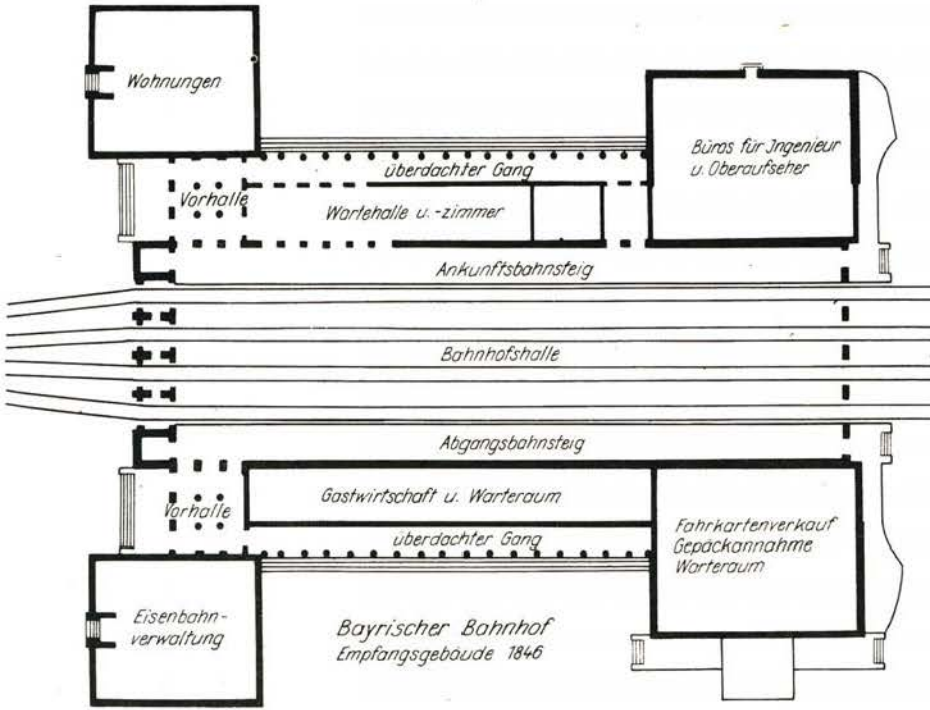 Wohnungen
Büros für Jngenieur
u. Oberaufseher
überdachter Gang
Vorhalle
Wartehalle u. -zimmer
Ankunftsbahnsteig
Bahnhofshalle
Abgangsbahnsteig
Gastwirtschaft u. Warteraum
Vorhalle
Fahrkartenverkauf
Gepäckannahme
Warteraum
überdachter Gang
Eisenbahn-
verwaltung
Bayrischer Bahnhof
Empfangsgebäude 1846